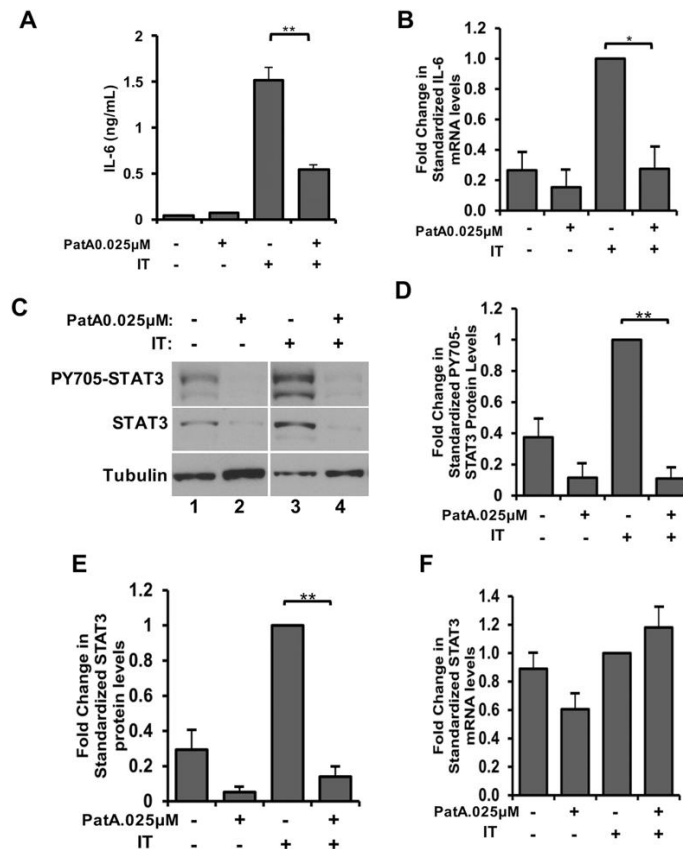 A
**
IL-6 (ng/mL)
2
1.5
1
0.5
0
PatA0.025μM - + - +
IT - - + +
B
*
Fold Change in
Standardized IL-6
mRNA levels
1.2
1.0
0.8
0.6
0.4
0.2
0.0
PatA0.025μM - + - +
IT - - + +
C
PatA0.025μM: - + - +
IT: - - + +
PY705-STAT3
STAT3
Tubulin
1 2 3 4
D
**
Fold Change in
Standardized PY705-
STAT3 Protein Levels
1.2
1
0.8
0.6
0.4
0.2
0
PatA.025μM - + - +
IT - - + +
E
**
Fold Change in
Standardized STAT3
protein levels
1.2
1
0.8
0.6
0.4
0.2
0
PatA.025μM - + - +
IT - - + +
F
Fold Change in
Standardized STAT3
mRNA levels
1.4
1.2
1.0
0.8
0.6
0.4
0.2
0.0
PatA.025μM - + - +
IT - - + +